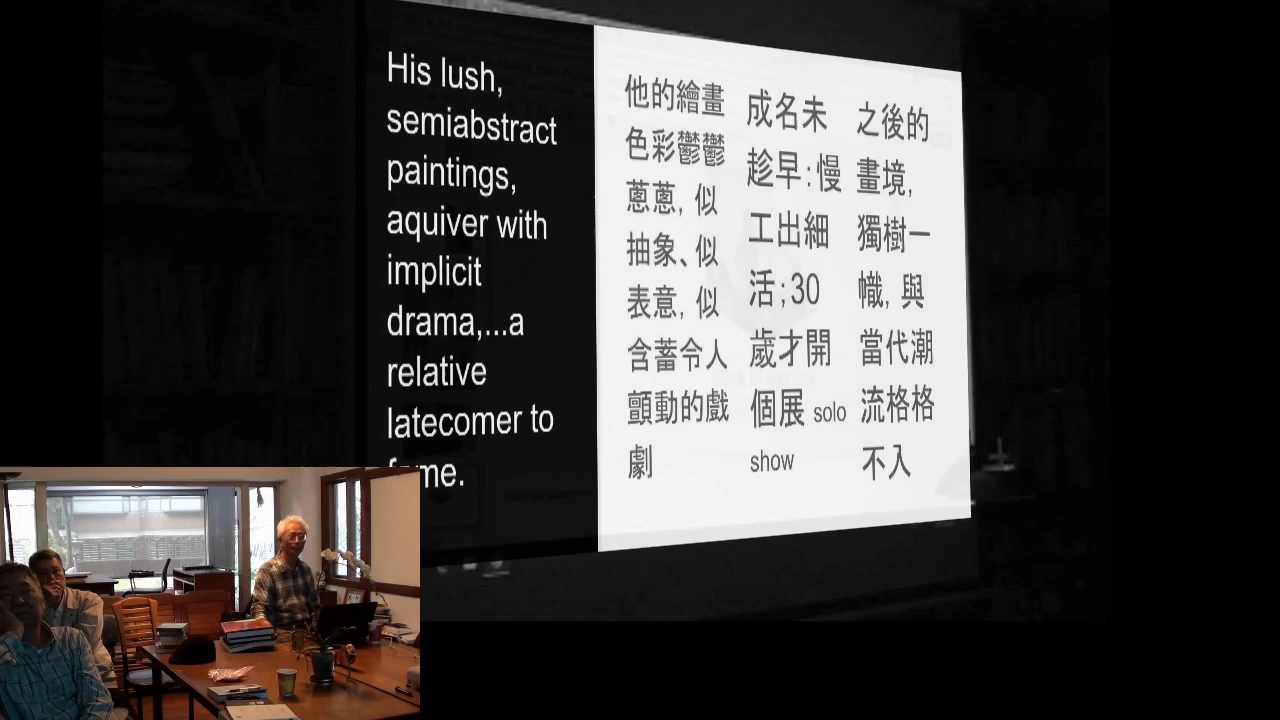 His lush,
semiabstract
paintings,
aquiver with
implicit
drama,...a
relative
latecomer to
me.
他的繪畫
色彩鬱鬱
蔥蔥, 似
抽象、似
表意, 似
含蓄令人
顫動的戲
劇
成名未
趁早:慢
工出細
活;30
歲才開
個展 solo
show
之後的
畫境,
獨樹一
幟, 與
當代潮
流格格
不入